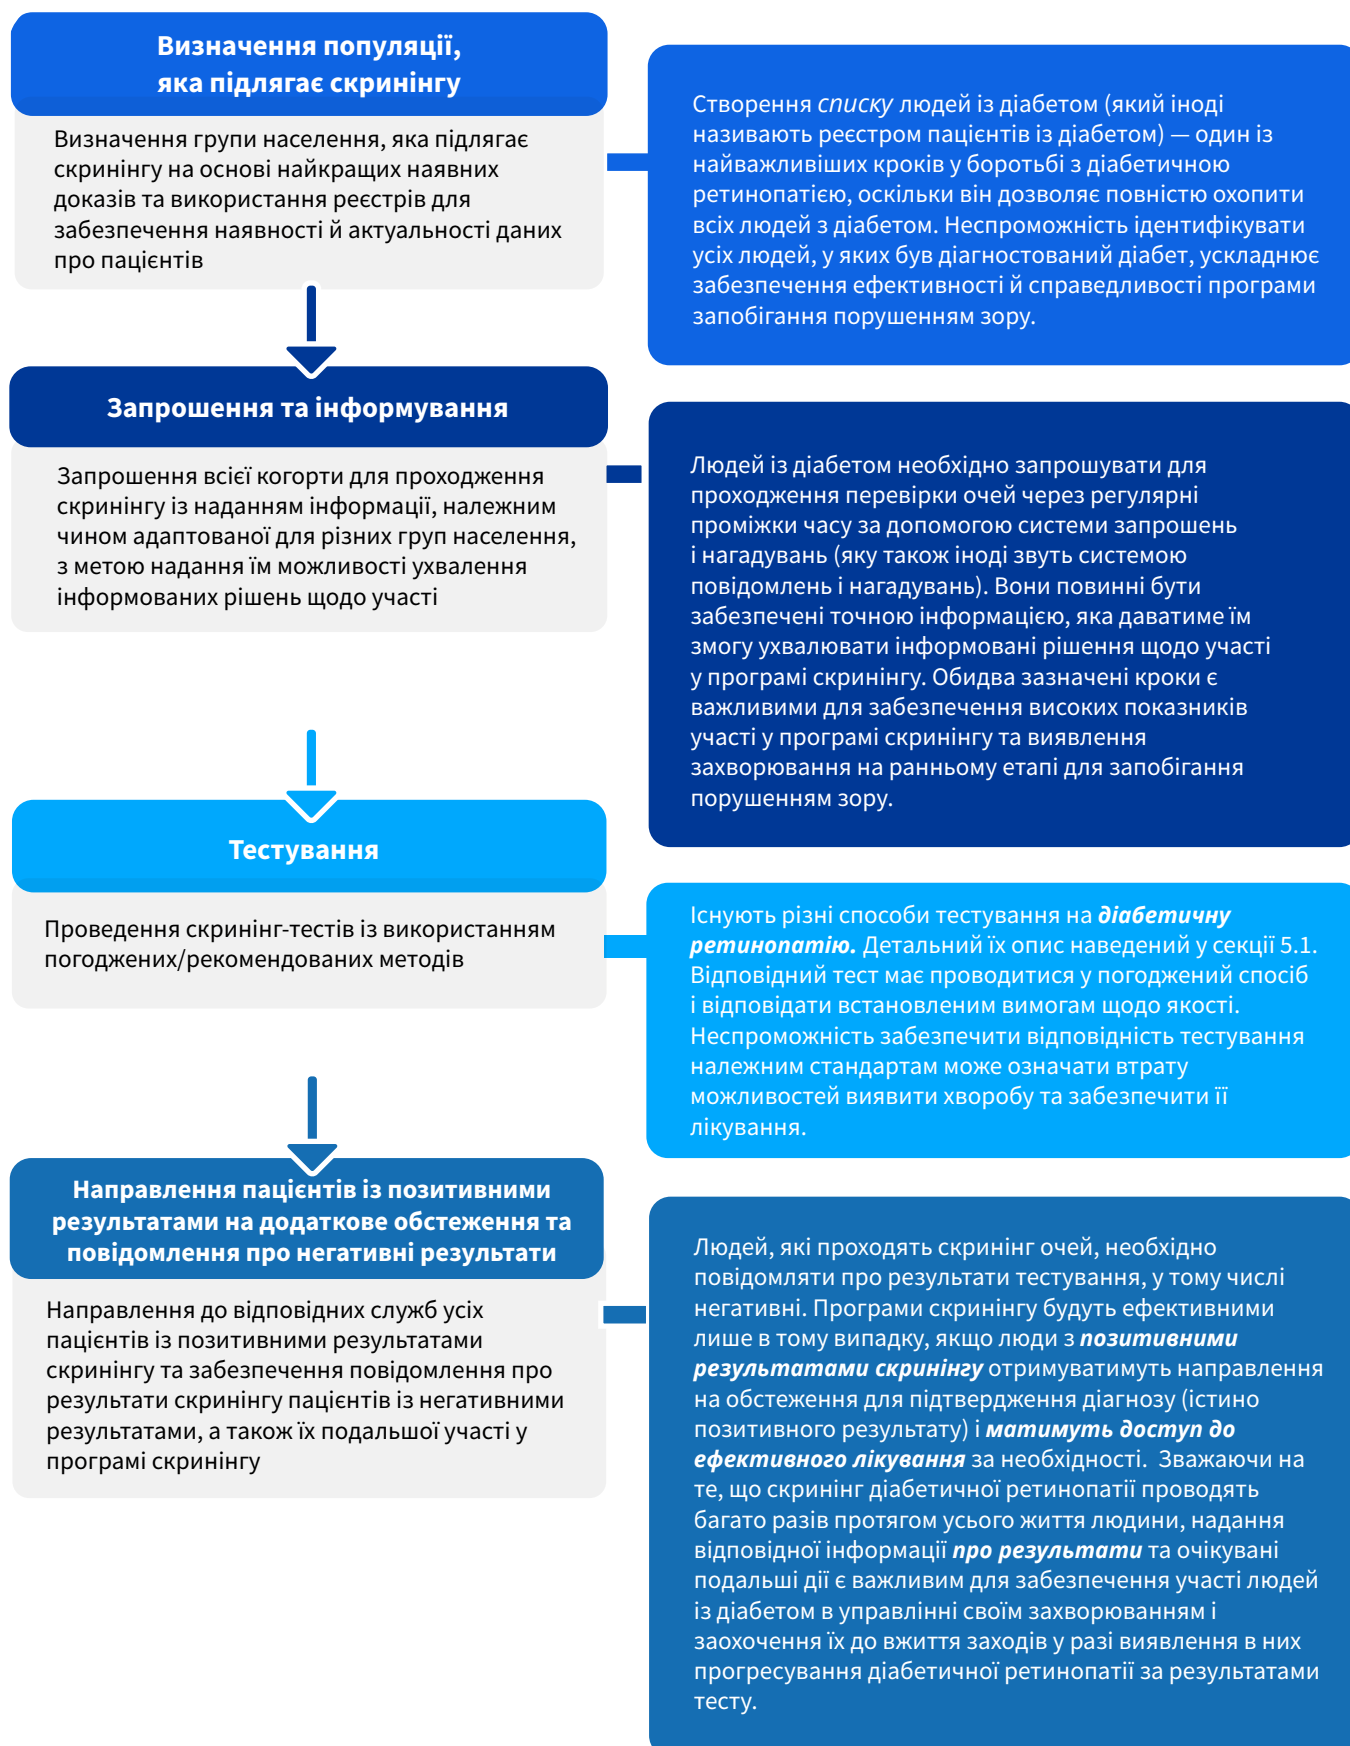 Визначення популяції,
яка підлягає скринінгу
Визначення групи населення, яка підлягає
скринінгу на основі найкращих наявних
доказів та використання реєстрів для
забезпечення наявності й актуальності даних
про пацієнтів
Створення списку людей із діабетом (який іноді
називають реєстром пацієнтів із діабетом) — один із
найважливіших кроків у боротьбі з діабетичною
ретинопатією, оскільки він дозволяє повністю охопити
всіх людей з діабетом. Неспроможність ідентифікувати
усіх людей, у яких був діагностований діабет, ускладнює
забезпечення ефективності й справедливості програми
запобігання порушенням зору.
Запрошення та інформування
Запрошення всієї когорти для проходження
скринінгу із наданням інформації, належним
чином адаптованої для різних груп населення,
з метою надання їм можливості ухвалення
інформованих рішень щодо участі
Людей із діабетом необхідно запрошувати для
проходження перевірки очей через регулярні
проміжки часу за допомогою системи запрошень
і нагадувань (яку також іноді звуть системою
повідомлень і нагадувань). Вони повинні бути
забезпечені точною інформацією, яка даватиме їм
змогу ухвалювати інформовані рішення щодо участі
у програмі скринінгу. Обидва зазначені кроки є
важливими для забезпечення високих показників
участі у програмі скринінгу та виявлення
захворювання на ранньому етапі для запобігання
порушенням зору.
Тестування
Проведення скринінг-тестів із використанням
погоджених/рекомендованих методів
Існують різні способи тестування на діабетичну
ретинопатію. Детальний їх опис наведений у секції 5.1.
Відповідний тест має проводитися у погоджений спосіб
і відповідати встановленим вимогам щодо якості.
Неспроможність забезпечити відповідність тестування
належним стандартам може означати втрату
можливостей виявити хворобу та забезпечити її
лікування.
Направлення пацієнтів із позитивними
результатами на додаткове обстеження та
повідомлення про негативні результати
Направлення до відповідних служб усіх
пацієнтів із позитивними результатами
скринінгу та забезпечення повідомлення про
результати скринінгу пацієнтів із негативними
результатами, а також їх подальшої участі у
програмі скринінгу
Людей, які проходять скринінг очей, необхідно
повідомляти про результати тестування, у тому числі
негативні. Програми скринінгу будуть ефективними
лише в тому випадку, якщо люди з позитивними
результатами скринінгу отримуватимуть направлення
на обстеження для підтвердження діагнозу (істино
позитивного результату) і матимуть доступ до
ефективного лікування за необхідності. Зважаючи на
те, що скринінг діабетичної ретинопатії проводять
багато разів протягом усього життя людини, надання
відповідної інформації про результати та очікувані
подальші дії є важливим для забезпечення участі людей
із діабетом в управлінні своїм захворюванням і
заохочення їх до вжиття заходів у разі виявлення в них
прогресування діабетичної ретинопатії за результатами
тесту.